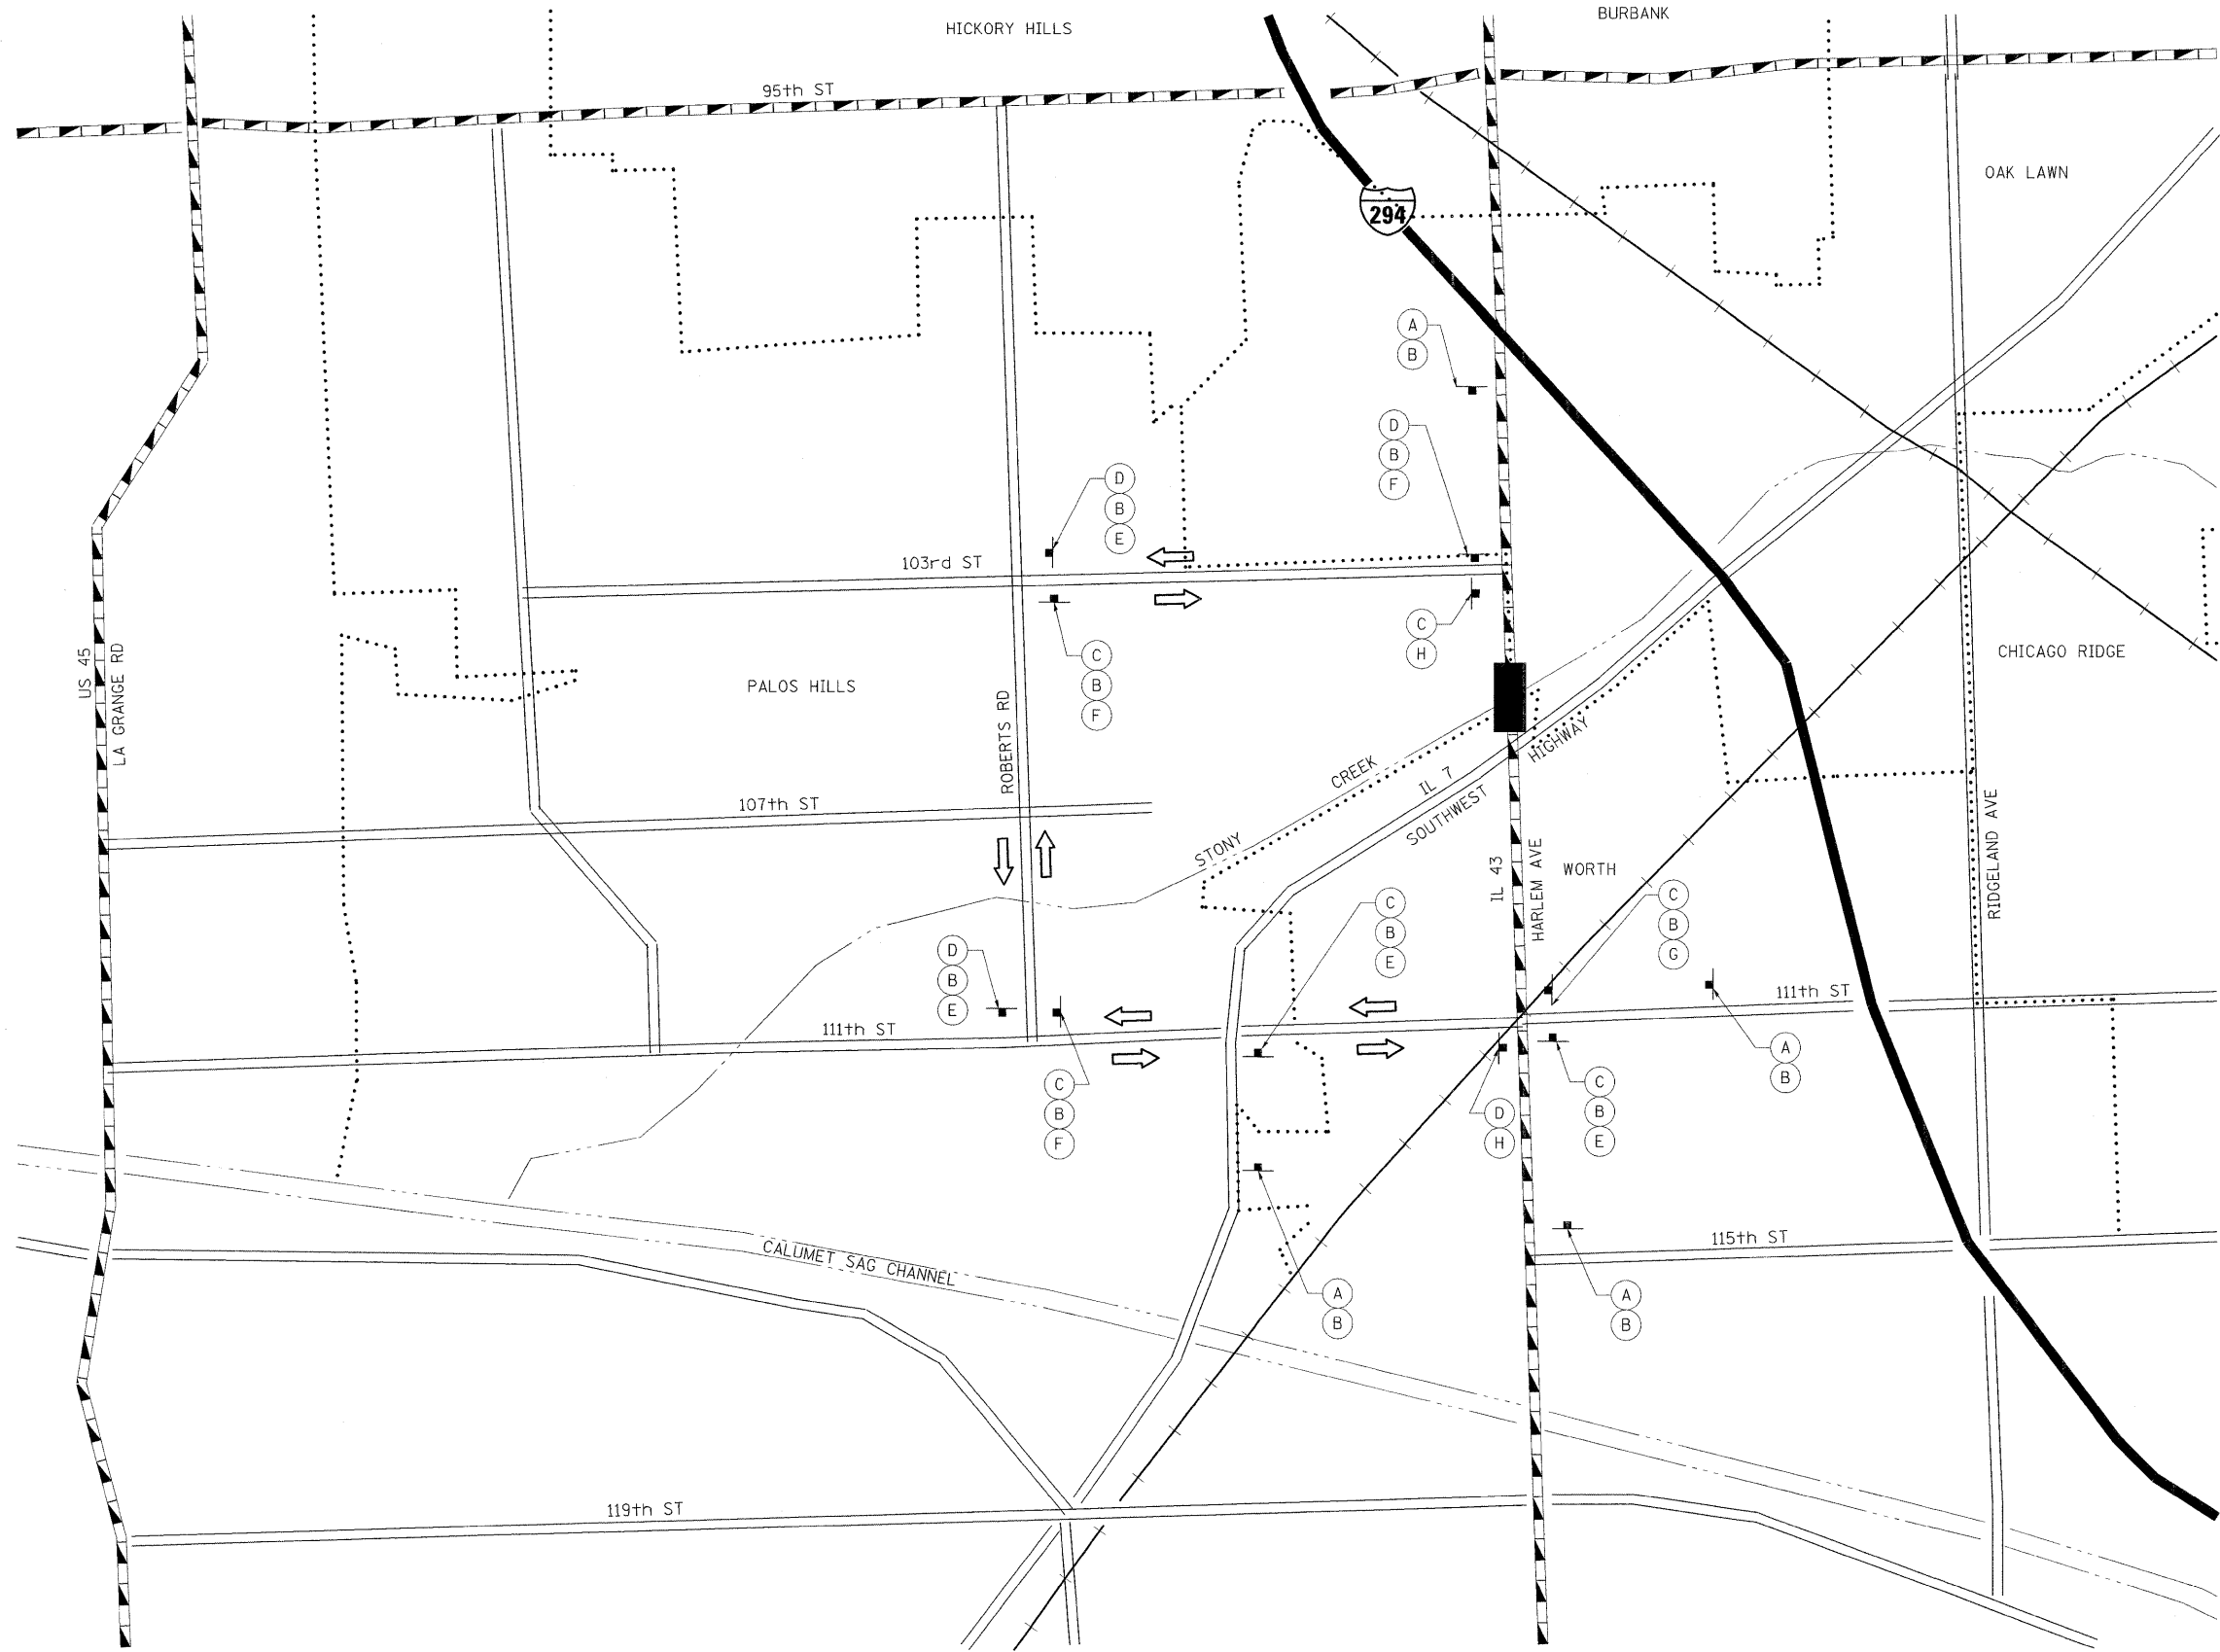 HICKORY HILLS
BURBANK
95th ST
OAK LAWN
294
A
B
D
B
F
D
B
E
103rd ST
C
H
C
B
F
US 45
LA GRANGE RD
PALOS HILLS
ROBERTS RD
CHICAGO RIDGE
107th ST
STONY
CREEK
IL 7
SOUTHWEST
HIGHWAY
IL 43
HARLEM AVE
WORTH
RIDGELAND AVE
C
B
E
C
B
G
D
B
E
111th ST
111th ST
C
B
F
D
H
C
B
E
A
B
115th ST
CALUMET SAG CHANNEL
A
B
A
B
119th ST